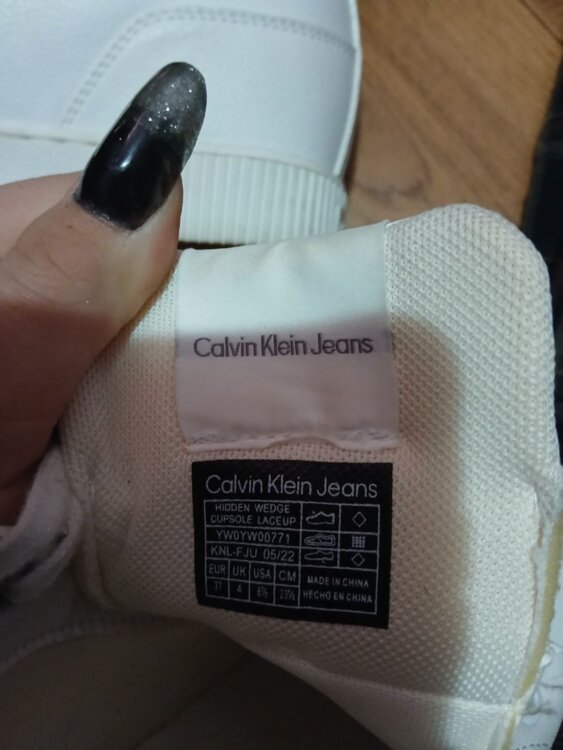 Calvin Klein Jeans
Calvin Klein Jeans
HIDDEN WEDGE
CUPSOLE LACEUP
YW0YW00771
KNL-FJU 05/22
EUR UK USA CM
37 4 6½ 23½
MADE IN CHINA
HECHO EN CHINA